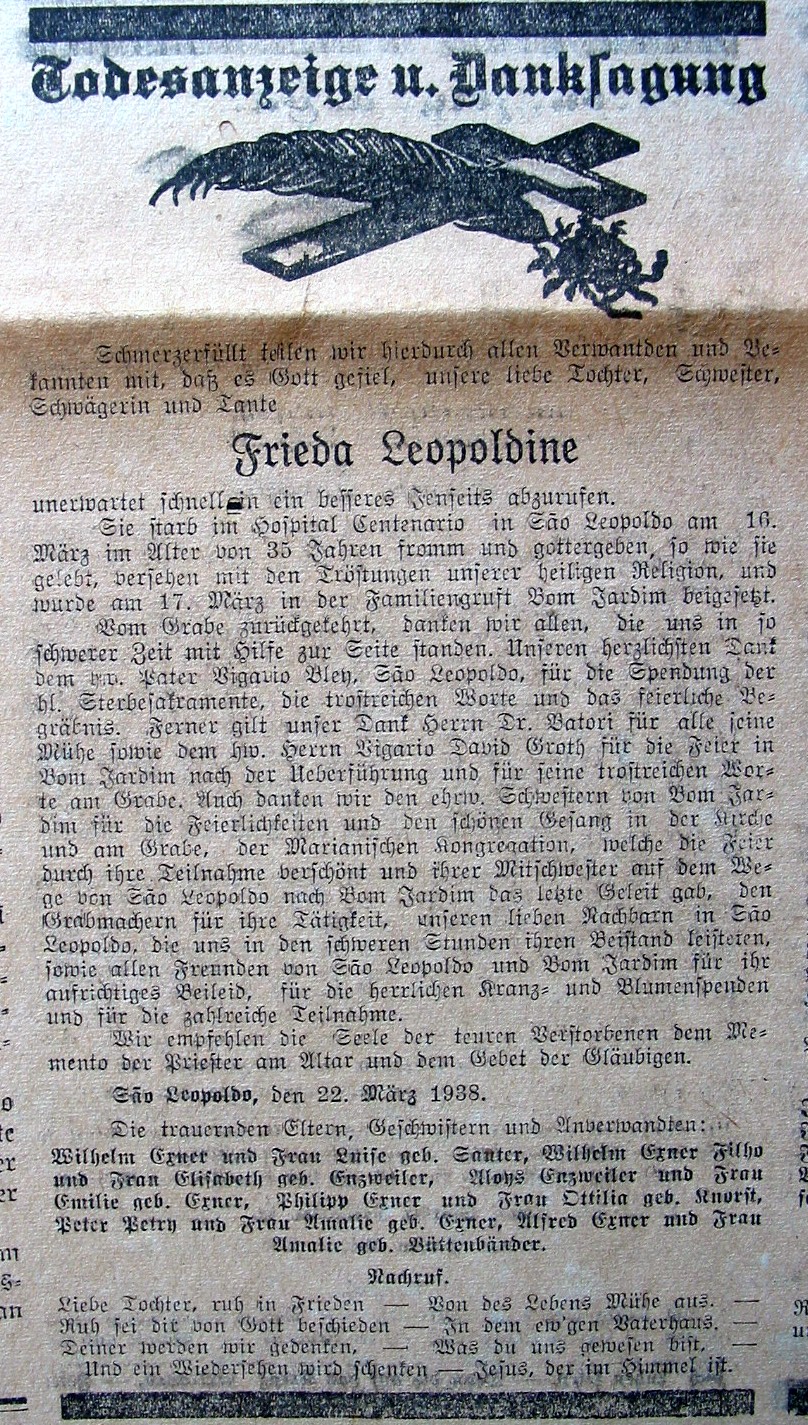 Todesanzeige u. Danksagung
Schmerzerfüllt teilen wir hierdurch allen Verwantden und Be-
kannten mit, daß es Gott gefiel, unsere liebe Tochter, Schwester,
Schwägerin und Tante
Frieda Leopoldine
unerwartet schnell in ein besseres Jenseits abzurufen.
Sie starb im Hospital Centenario in São Leopoldo am 16.
März im Alter von 35 Jahren fromm und gottergeben, so wie sie
gelebt, versehen mit den Tröstungen unserer heiligen Religion, und
wurde am 17. März in der Familiengruft Bom Jardim beigesetzt.
Vom Grabe zurückgekehrt, danken wir allen, die uns in so
schwerer Zeit mit Hilfe zur Seite standen. Unseren herzlichsten Dank
dem Pater Vigario Bley, São Leopoldo, für die Spendung der
hl. Sterbesakramente, die trostreichen Worte und das feierliche Be-
gräbnis. Ferner gilt unser Dank Herrn Dr. Batori für alle seine
Mühe sowie dem hw. Herrn Vigario David Groth für die Feier in
Bom Jardim nach der Ueberführung und für seine trostreichen Wor-
te am Grabe. Auch danken wir den ehrw. Schwestern von Bom Jar-
dim für die Feierlichkeiten und den schönen Gesang in der Kirche
und am Grabe, der Marianischen Kongregation, welche die Feier
durch ihre Teilnahme verschönt und ihrer Mitschwester auf dem We-
ge von São Leopoldo nach Bom Jardim das letzte Geleit gab, den
Grabmachern für ihre Tätigkeit, unseren lieben Nachbarn in São
Leopoldo, die uns in den schweren Stunden ihren Beistand leisteten,
sowie allen Freunden von São Leopoldo und Bom Jardim für ihr
aufrichtiges Beileid, für die herrlichen Kranz- und Blumenspenden
und für die zahlreiche Teilnahme.
Wir empfehlen die Seele der teuren Verstorbenen dem Me-
mento der Priester am Altar und dem Gebet der Gläubigen.
São Leopoldo, den 22. März 1938.
Die trauernden Eltern, Geschwistern und Anverwandten:
Wilhelm Exner und Frau Luise geb. Santer, Wilhelm Exner Filho
und Frau Elisabeth geb. Enzweiler, Aloys Enzweiler und Frau
Emilie geb. Exner, Philipp Exner und Frau Ottilia geb. Knorst,
Peter Petry und Frau Amalie geb. Exner, Alfred Exner und Frau
Amalie geb. Büttenbänder.
Nachruf.
Liebe Tochter, ruh in Frieden — Von des Lebens Mühe aus. —
Ruh sei dir von Gott beschieden — In dem ew'gen Vaterhaus. —
Deiner werden wir gedenken, — Was du uns gewesen bist, —
Und ein Wiedersehen wird schenken — Jesus, der im Himmel ist.